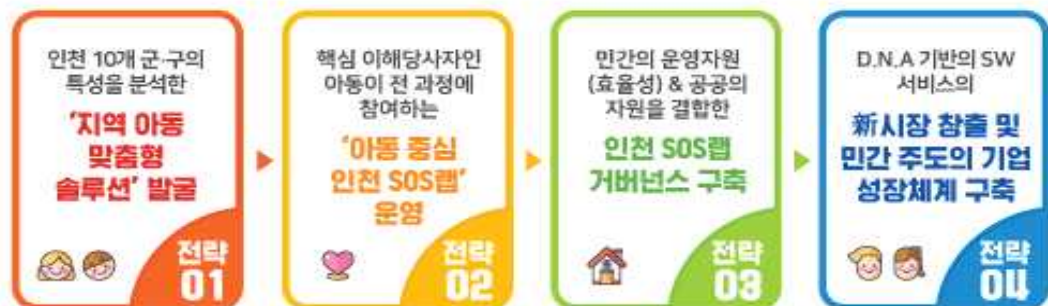 인천 10개 군·구의
특성을 분석한
'지역 아동
맞춤형
솔루션' 발굴
전략
01
핵심 이해당사자인
아동이 전 과정에
참여하는
'아동 중심
인천 SOS랩'
운영
전략
02
민간의 운영자원
(효율성) & 공공의
자원을 결합한
인천 SOS랩
거버넌스 구축
전략
03
D.N.A 기반의 SW
서비스의
新시장 창출 및
민간 주도의 기업
성장체계 구축
전략
04